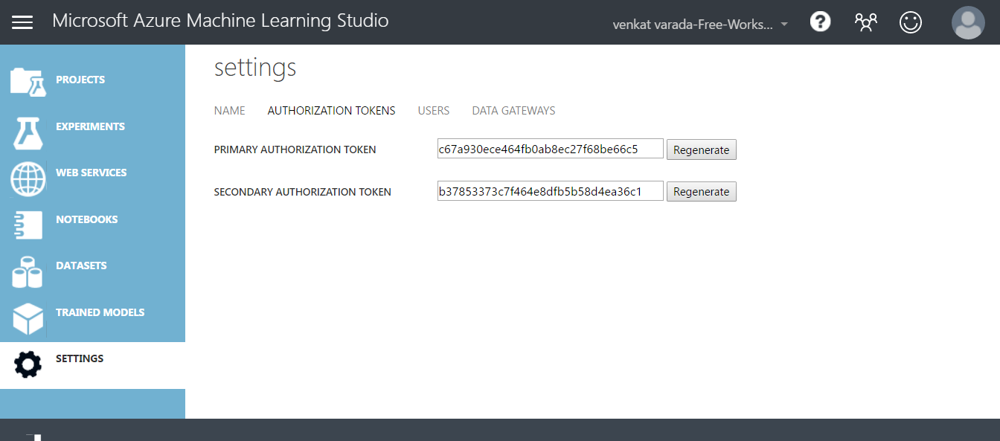 Microsoft Azure Machine Learning Studio
venkat varada-Free-Works...
?
PROJECTS
EXPERIMENTS
WEB SERVICES
NOTEBOOKS
DATASETS
TRAINED MODELS
SETTINGS
settings
NAME AUTHORIZATION TOKENS USERS DATA GATEWAYS
PRIMARY AUTHORIZATION TOKEN c67a930ece464fb0ab8ec27f68be66c5 Regenerate
SECONDARY AUTHORIZATION TOKEN b37853373c7f464e8dfb5b58d4ea36c1 Regenerate